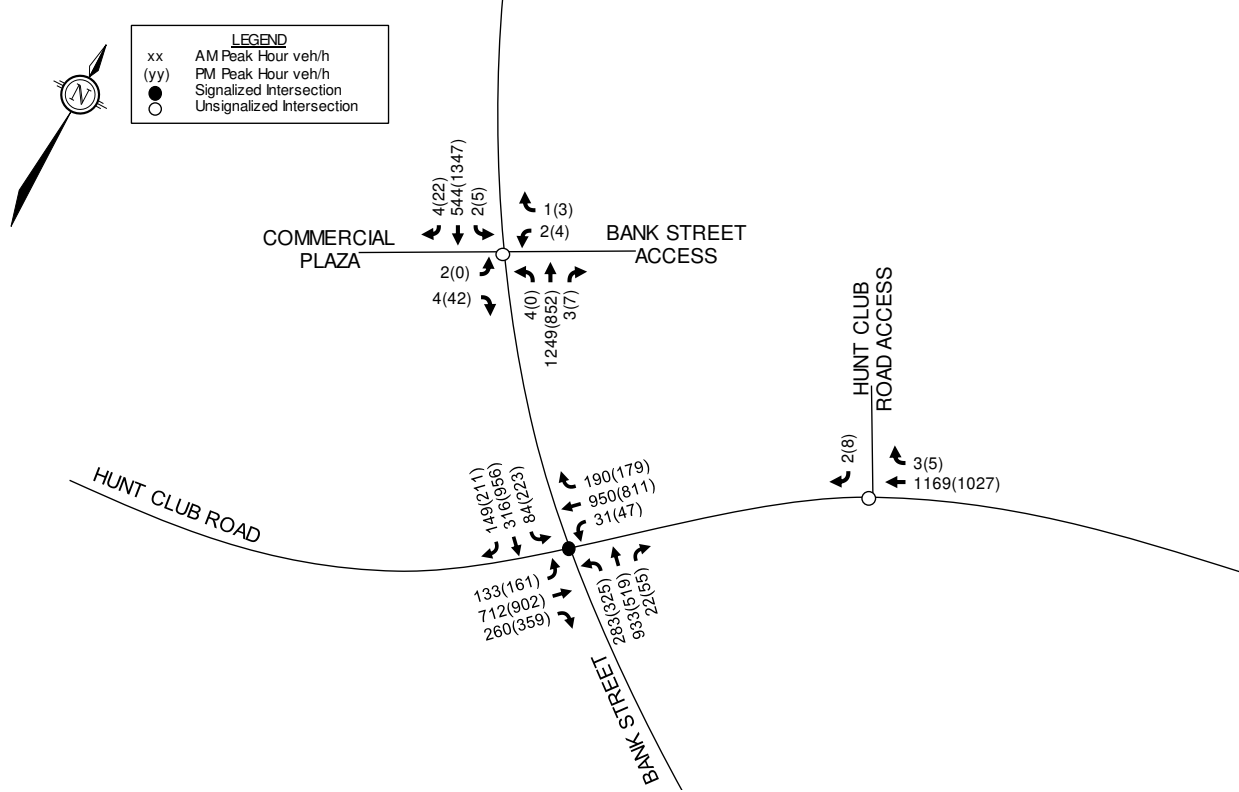 LEGEND
xx AM Peak Hour veh/h
(yy) PM Peak Hour veh/h
Signalized Intersection
Unsignalized Intersection
N
4(22)
544(1347)
2(5)
1(3)
2(4)
COMMERCIAL
PLAZA
BANK STREET
ACCESS
2(0)
4(42)
4(0)
1249(852)
3(7)
HUNT CLUB
ROAD ACCESS
2(8)
3(5)
1169(1027)
HUNT CLUB ROAD
149(211)
316(956)
84(223)
190(179)
950(811)
31(47)
133(161)
712(902)
260(359)
283(325)
933(519)
22(55)
BANK STREET